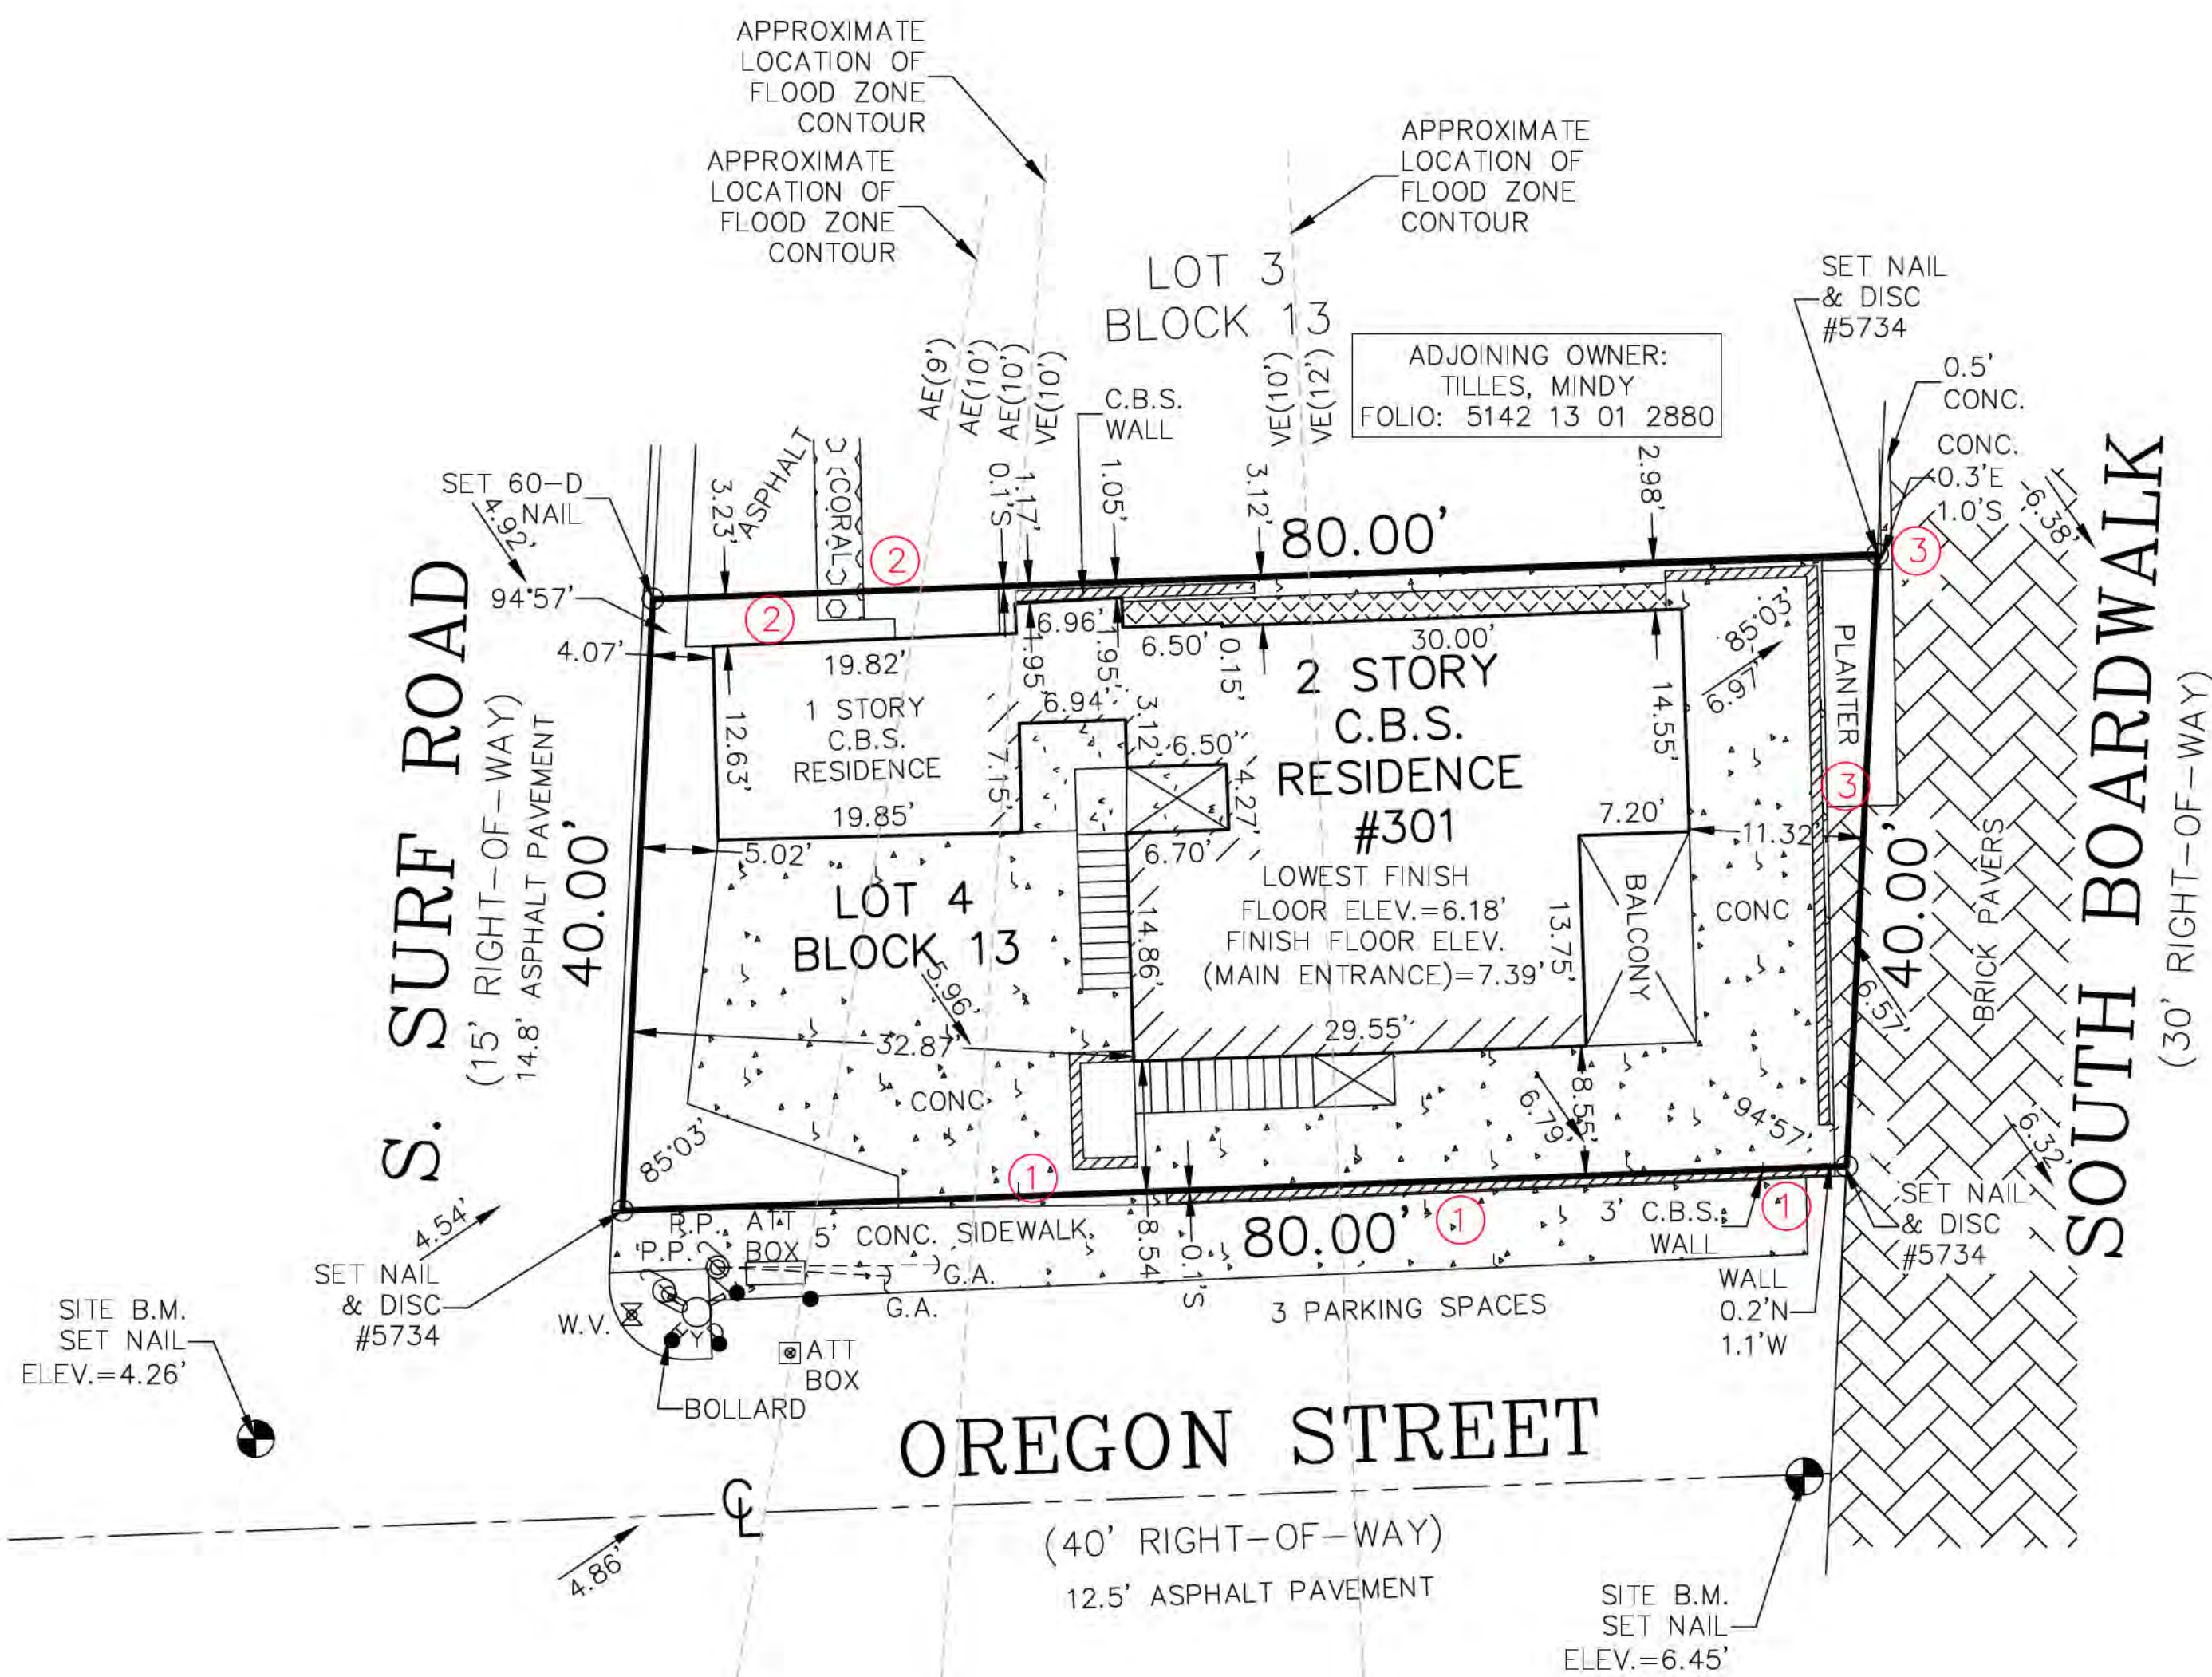 APPROXIMATE
LOCATION OF
FLOOD ZONE
CONTOUR
APPROXIMATE
LOCATION OF
FLOOD ZONE
CONTOUR
APPROXIMATE
LOCATION OF
FLOOD ZONE
CONTOUR
LOT 3
BLOCK 13
SET NAIL
& DISC
#5734
ADJOINING OWNER:
TILLES, MINDY
FOLIO: 5142 13 01 2880
0.5'
CONC.
CONC.
0.3'E
1.0'S
AE(9')
AE(10')
AE(10')
VE(10')
VE(10')
VE(12')
C.B.S.
WALL
SET 60-D
NAIL
4.92'
94°57'
3.23'
ASPHALT
(CORAL)
2
0.1'S
1.17'
1.05'
3.12'
80.00'
2.98'
3
6.38'
2
4.07'
19.82'
6.96'
1.95'
1.95'
6.50'
0.15'
30.00'
85°03'
6.97'
PLANTER
3
1 STORY
C.B.S.
RESIDENCE
12.63'
19.85'
7.15'
6.94'
3.12'
6.50'
4.27'
6.70'
2 STORY
C.B.S.
RESIDENCE
#301
14.55'
7.20'
11.32'
LOWEST FINISH
FLOOR ELEV.=6.18'
FINISH FLOOR ELEV.
(MAIN ENTRANCE)=7.39'
13.75'
BALCONY
CONC
S. SURF ROAD
(15' RIGHT-OF-WAY)
14.8' ASPHALT PAVEMENT
40.00'
5.02'
LOT 4
BLOCK 13
5.96'
14.86'
32.87'
29.55'
CONC
40.00'
6.57'
BRICK PAVERS
SOUTH BOARDWALK
(30' RIGHT-OF-WAY)
85°03'
6.79'
8.55'
94°57'
6.32'
1
4.54'
SET NAIL
& DISC
#5734
R.P.
P.P.
ATT
BOX
5' CONC. SIDEWALK
G.A.
G.A.
8.54'
0.1'S
80.00'
1
3' C.B.S.
WALL
1
SET NAIL
& DISC
#5734
WALL
0.2'N
1.1'W
3 PARKING SPACES
SITE B.M.
SET NAIL
ELEV.=4.26'
W.V.
ATT
BOX
BOLLARD
OREGON STREET
CL
(40' RIGHT-OF-WAY)
12.5' ASPHALT PAVEMENT
4.86'
SITE B.M.
SET NAIL
ELEV.=6.45'